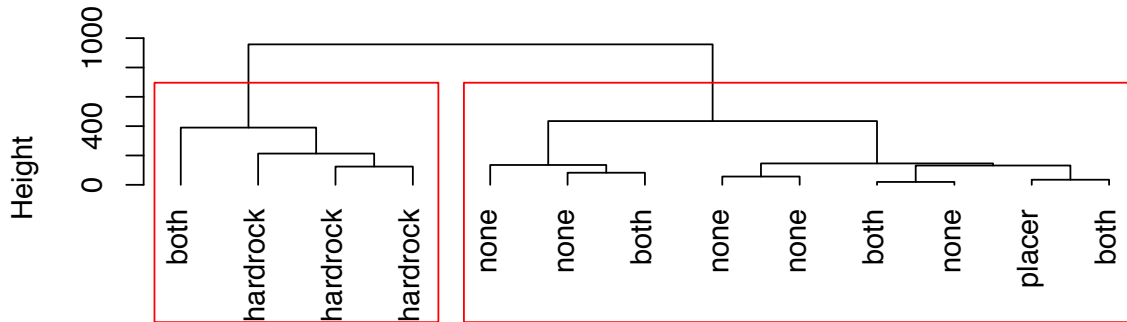 Height
1000
400
0
both
hardrock
hardrock
hardrock
none
none
both
none
none
both
none
placer
both